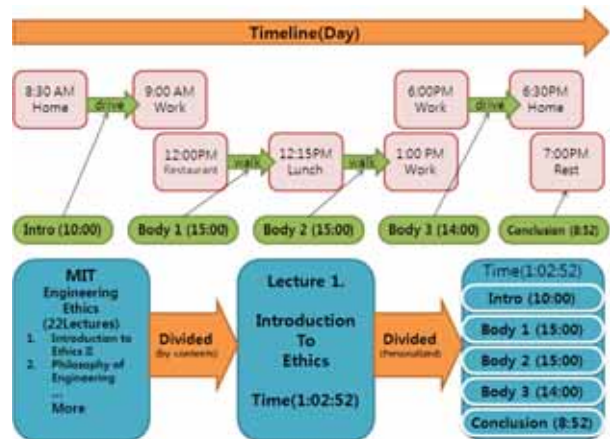 Timeline(Day)
8:30 AM
Home
drive
9:00 AM
Work
6:00PM
Work
drive
6:30PM
Home
12:00PM
Restaurant
walk
12:15PM
Lunch
walk
1:00 PM
Work
7:00PM
Rest
Intro (10:00)
Body 1 (15:00)
Body 2 (15:00)
Body 3 (14:00)
Conclusion (8:52)
MIT
Engineering
Ethics
(22Lectures)
1. Introduction to
Ethics II
2. Philosophy of
Engineering
...
More
Divided
(by contents)
Lecture 1.
Introduction
To
Ethics
Time(1:02:52)
Divided
(Personalized)
Time(1:02:52)
Intro (10:00)
Body 1 (15:00)
Body 2 (15:00)
Body 3 (14:00)
Conclusion (8:52)